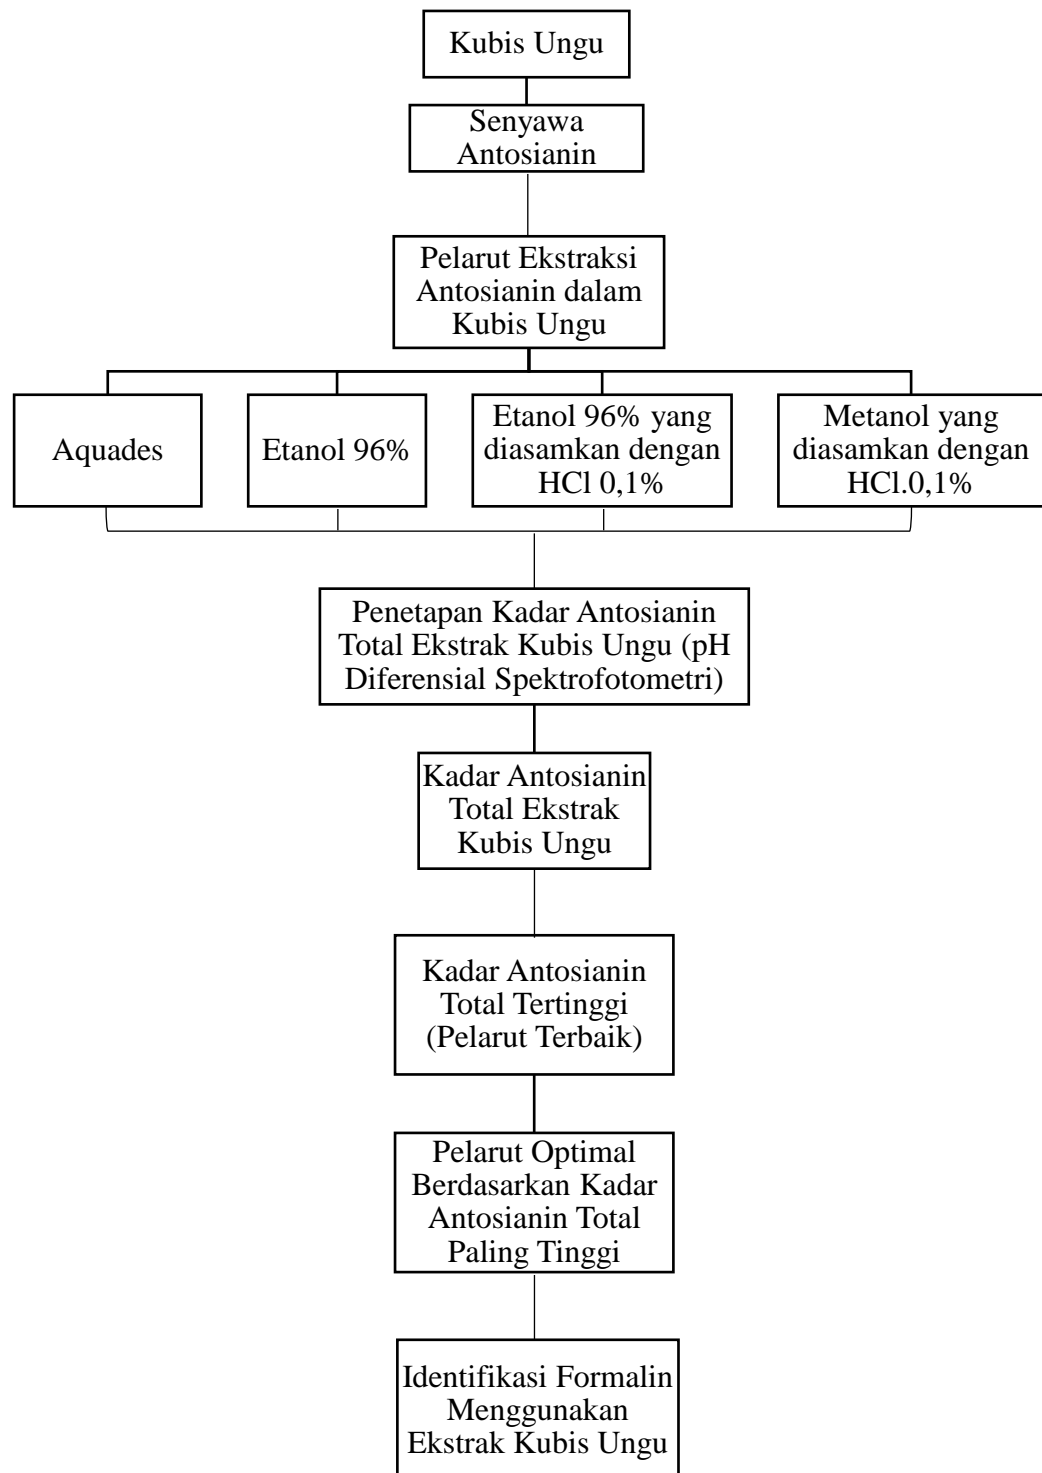 Kubis Ungu
Senyawa
Antosianin
Pelarut Ekstraksi
Antosianin dalam
Kubis Ungu
Aquades
Etanol 96%
Etanol 96% yang
diasamkan dengan
HCl 0,1%
Metanol yang
diasamkan dengan
HCl.0,1%
Penetapan Kadar Antosianin
Total Ekstrak Kubis Ungu (pH
Diferensial Spektrofotometri)
Kadar Antosianin
Total Ekstrak
Kubis Ungu
Kadar Antosianin
Total Tertinggi
(Pelarut Terbaik)
Pelarut Optimal
Berdasarkan Kadar
Antosianin Total
Paling Tinggi
Identifikasi Formalin
Menggunakan
Ekstrak Kubis Ungu